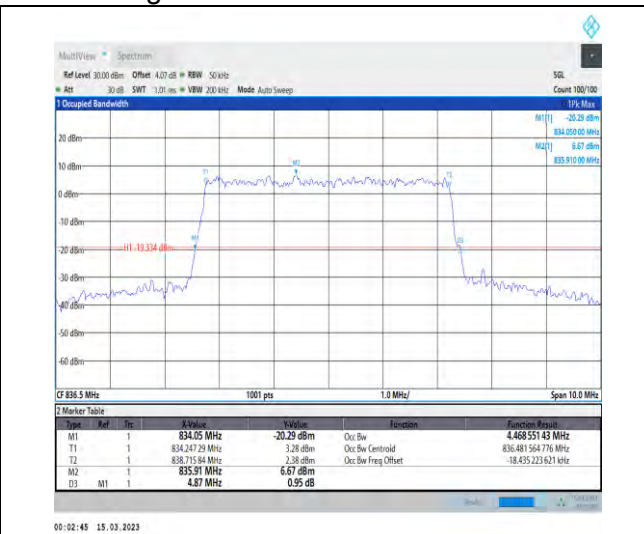 MultiView Spectrum
Ref Level 30.00 dBm Offset 4.07 dB RBW 50 kHz SGL
Att 30 dB SWT 1.01 ms VBW 200 kHz Mode Auto Sweep Count 100/100
1 Occupied Bandwidth 1Pk Max
M1[1] -20.29 dBm
834.050 00 MHz
M2[1] 6.67 dBm
835.910 00 MHz
20 dBm
10 dBm
0 dBm
-10 dBm
-20 dBm
-30 dBm
-40 dBm
-50 dBm
-60 dBm
T1
M2
T2
M1
D3
H1 -19.334 dBm
CF 836.5 MHz 1001 pts 1.0 MHz/ Span 10.0 MHz
2 Marker Table
Type Ref Trc X-Value Y-Value Function Function Result
M1 1 834.05 MHz -20.29 dBm Occ Bw 4.468 551 43 MHz
T1 1 834.247 29 MHz 3.28 dBm Occ Bw Centroid 836.481 564 776 MHz
T2 1 838.715 84 MHz 2.38 dBm Occ Bw Freq Offset -18.435 223 621 kHz
M2 1 835.91 MHz 6.67 dBm
D3 M1 1 4.87 MHz 0.95 dB
00:02:45 15.03.2023